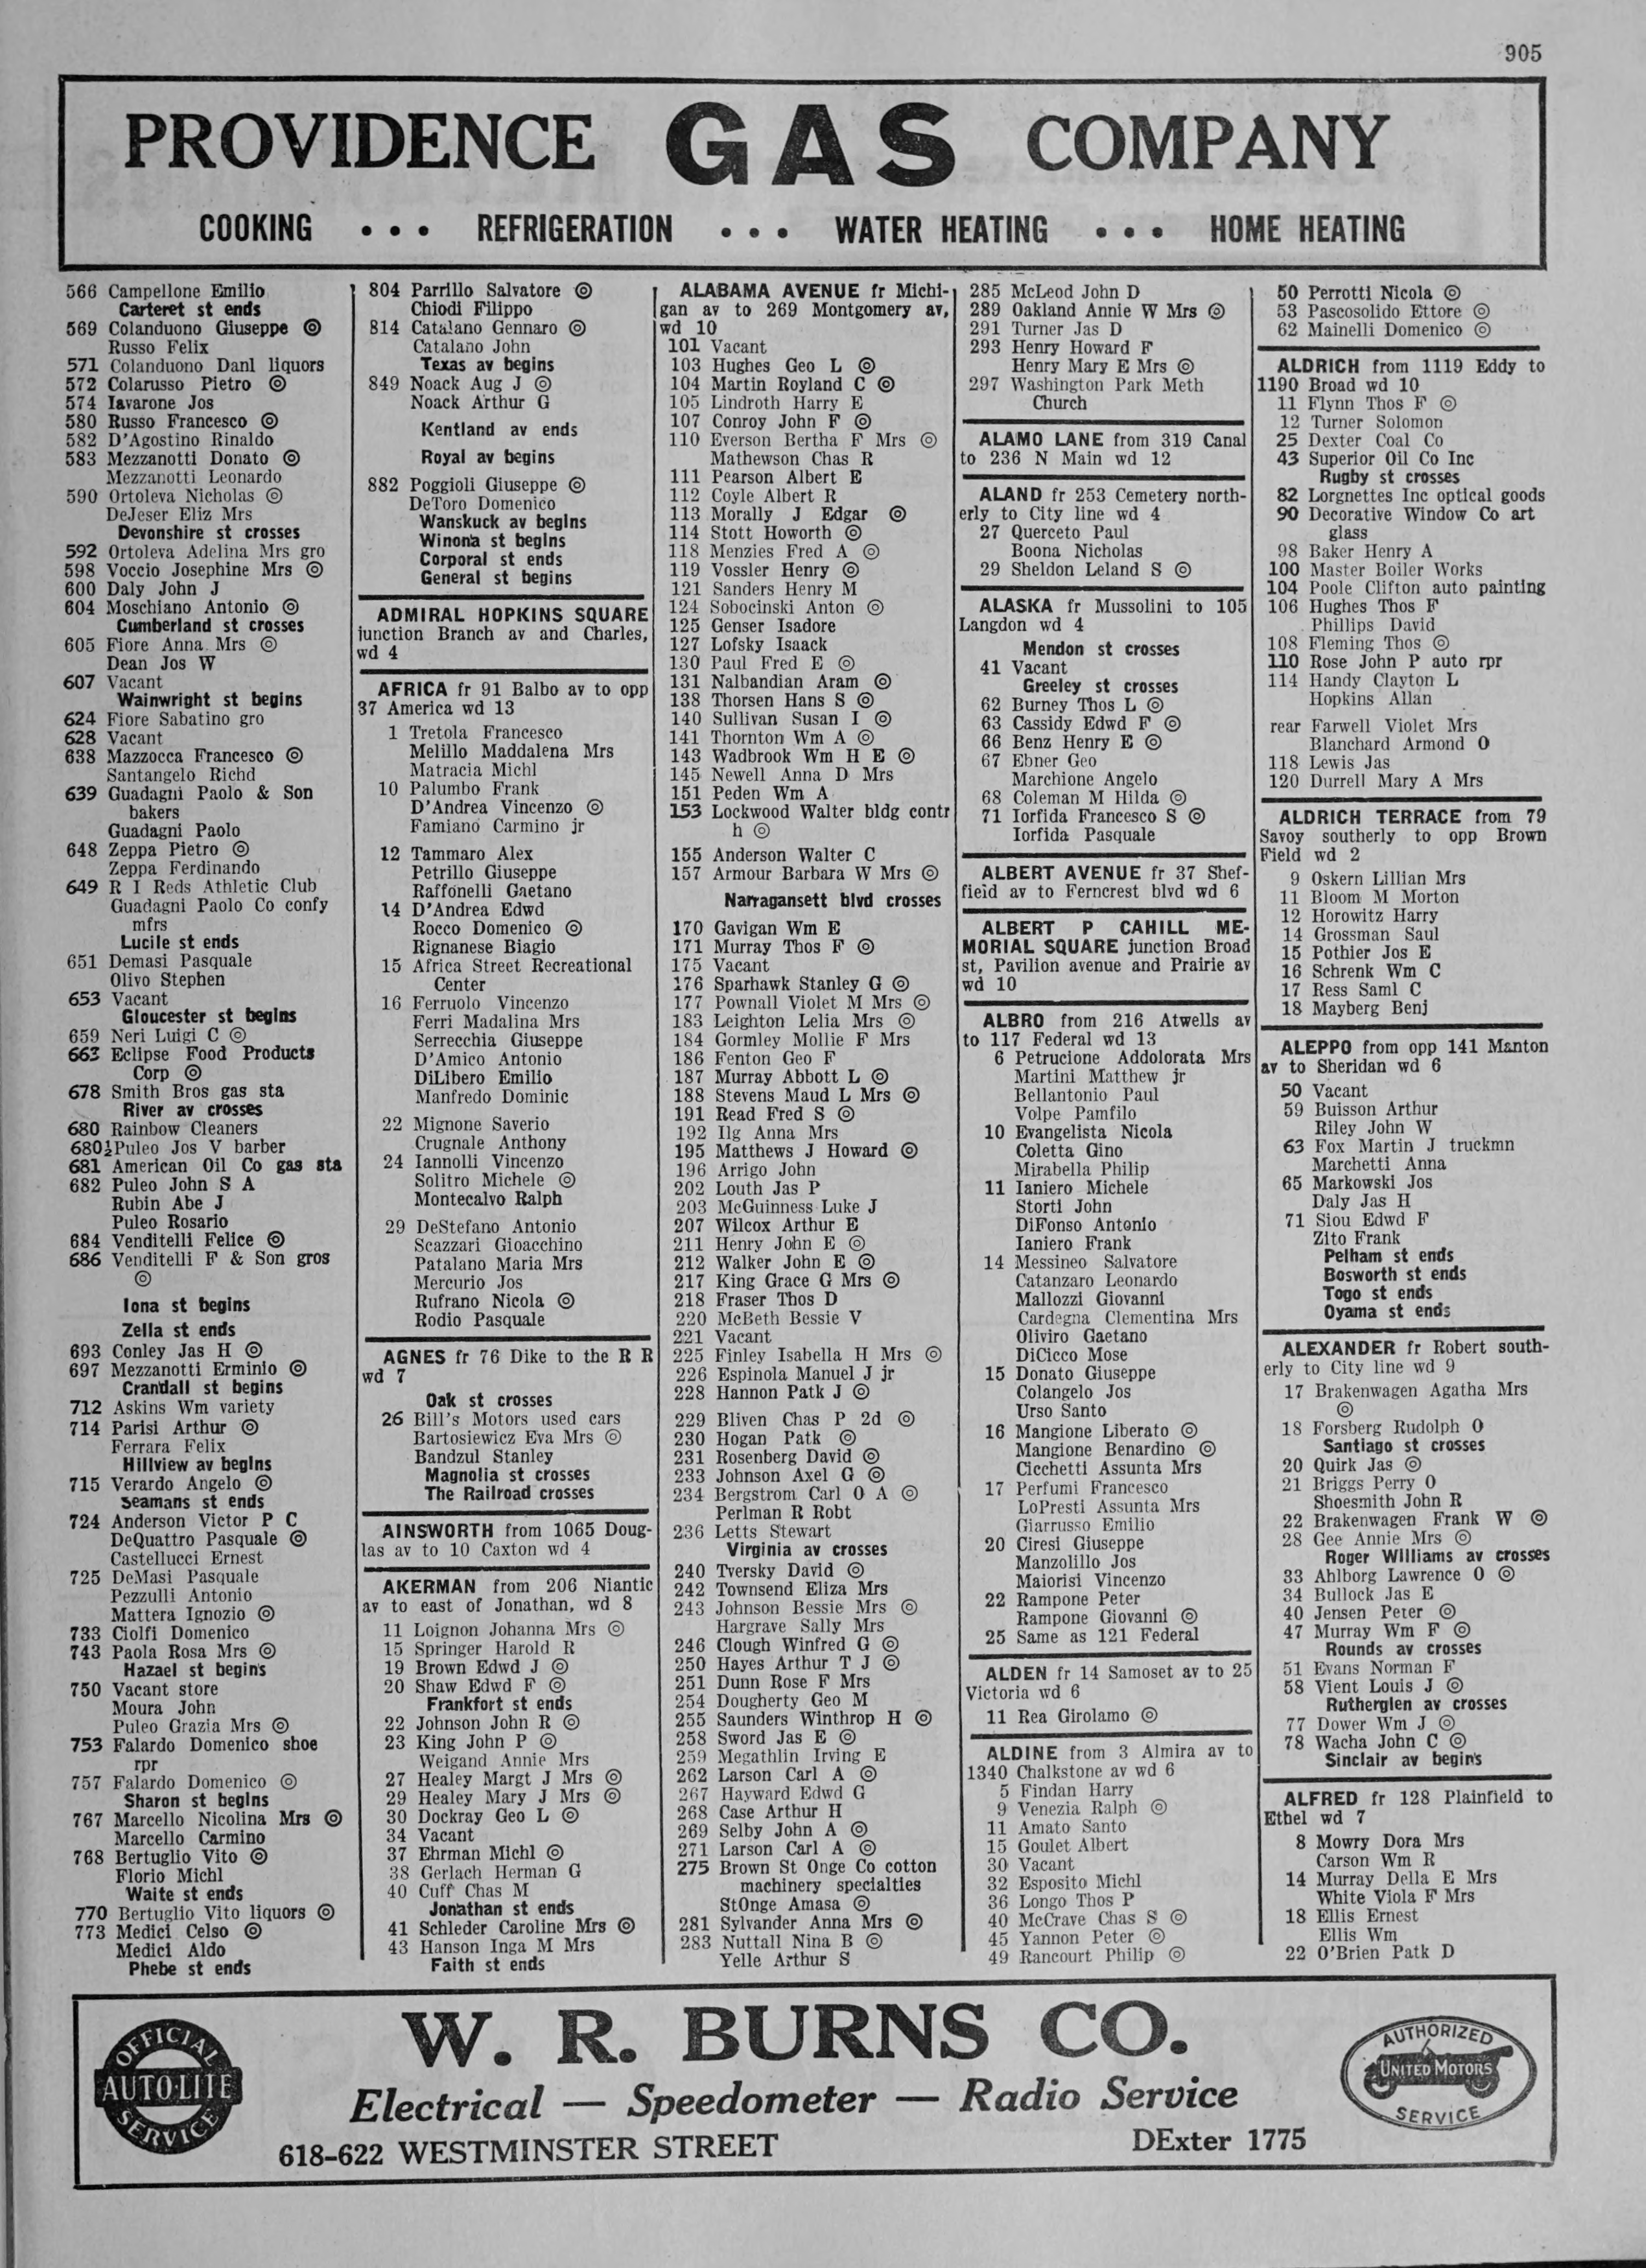 905
PROVIDENCE GAS COMPANY
COOKING ... REFRIGERATION ... WATER HEATING ... HOME HEATING
566 Campellone Emilio
Carteret st ends
569 Colanduono Giuseppe ◎
Russo Felix
571 Colanduono Danl liquors
572 Colarusso Pietro ◎
574 Iavarone Jos
580 Russo Francesco ◎
582 D'Agostino Rinaldo
583 Mezzanotti Donato ◎
Mezzanotti Leonardo
590 Ortoleva Nicholas ◎
DeJeser Eliz Mrs
Devonshire st crosses
592 Ortoleva Adelina Mrs gro
598 Voccio Josephine Mrs ◎
600 Daly John J
604 Moschiano Antonio ◎
Cumberland st crosses
605 Fiore Anna Mrs ◎
Dean Jos W
607 Vacant
Wainwright st begins
624 Fiore Sabatino gro
628 Vacant
638 Mazzocca Francesco ◎
Santangelo Richd
639 Guadagni Paolo & Son
bakers
Guadagni Paolo
648 Zeppa Pietro ◎
Zeppa Ferdinando
649 R I Reds Athletic Club
Guadagni Paolo Co confy
mfrs
Lucile st ends
651 Demasi Pasquale
Olivo Stephen
653 Vacant
Gloucester st begins
659 Neri Luigi C ◎
663 Eclipse Food Products
Corp ◎
678 Smith Bros gas sta
River av crosses
680 Rainbow Cleaners
680½ Puleo Jos V barber
681 American Oil Co gas sta
682 Puleo John S A
Rubin Abe J
Puleo Rosario
684 Venditelli Felice ◎
686 Venditelli F & Son gros
◎
Iona st begins
Zella st ends
693 Conley Jas H ◎
697 Mezzanotti Erminio ◎
Crandall st begins
712 Askins Wm variety
714 Parisi Arthur ◎
Ferrara Felix
Hillview av begins
715 Verardo Angelo ◎
Seamans st ends
724 Anderson Victor P C
DeQuattro Pasquale ◎
Castellucci Ernest
725 DeMasi Pasquale
Pezzulli Antonio
Mattera Ignozio ◎
733 Ciolfi Domenico
743 Paola Rosa Mrs ◎
Hazael st begins
750 Vacant store
Moura John
Puleo Grazia Mrs ◎
753 Falardo Domenico shoe
rpr
757 Falardo Domenico ◎
Sharon st begins
767 Marcello Nicolina Mrs ◎
Marcello Carmino
768 Bertuglio Vito ◎
Florio Michl
Waite st ends
770 Bertuglio Vito liquors ◎
773 Medici Celso ◎
Medici Aldo
Phebe st ends
804 Parrillo Salvatore ◎
Chiodi Filippo
814 Catalano Gennaro ◎
Catalano John
Texas av begins
849 Noack Aug J ◎
Noack Arthur G
Kentland av ends
Royal av begins
882 Poggioli Giuseppe ◎
DeToro Domenico
Wanskuck av begins
Winona st begins
Corporal st ends
General st begins
ADMIRAL HOPKINS SQUARE
junction Branch av and Charles,
wd 4
AFRICA fr 91 Balbo av to opp
37 America wd 13
1 Tretola Francesco
Melillo Maddalena Mrs
Matracia Michl
10 Palumbo Frank
D'Andrea Vincenzo ◎
Famiano Carmino jr
12 Tammaro Alex
Petrillo Giuseppe
Raffonelli Gaetano
14 D'Andrea Edwd
Rocco Domenico ◎
Rignanese Biagio
15 Africa Street Recreational
Center
16 Ferruolo Vincenzo
Ferri Madalina Mrs
Serrecchia Giuseppe
D'Amico Antonio
DiLibero Emilio
Manfredo Dominic
22 Mignone Saverio
Crugnale Anthony
24 Iannolli Vincenzo
Solitro Michele ◎
Montecalvo Ralph
29 DeStefano Antonio
Scazzari Gioacchino
Patalano Maria Mrs
Mercurio Jos
Rufrano Nicola ◎
Rodio Pasquale
AGNES fr 76 Dike to the R R
wd 7
Oak st crosses
26 Bill's Motors used cars
Bartosiewicz Eva Mrs ◎
Bandzul Stanley
Magnolia st crosses
The Railroad crosses
AINSWORTH from 1065 Doug-
las av to 10 Caxton wd 4
AKERMAN from 206 Niantic
av to east of Jonathan, wd 8
11 Loignon Johanna Mrs ◎
15 Springer Harold R
19 Brown Edwd J ◎
20 Shaw Edwd F ◎
Frankfort st ends
22 Johnson John R ◎
23 King John P ◎
Weigand Annie Mrs
27 Healey Margt J Mrs ◎
29 Healey Mary J Mrs ◎
30 Dockray Geo L ◎
34 Vacant
37 Ehrman Michl ◎
38 Gerlach Herman G
40 Cuff Chas M
Jonathan st ends
41 Schleder Caroline Mrs ◎
43 Hanson Inga M Mrs
Faith st ends
ALABAMA AVENUE fr Michi-
gan av to 269 Montgomery av,
wd 10
101 Vacant
103 Hughes Geo L ◎
104 Martin Royland C ◎
105 Lindroth Harry E
107 Conroy John F ◎
110 Everson Bertha F Mrs ◎
Mathewson Chas R
111 Pearson Albert E
112 Coyle Albert R
113 Morally J Edgar ◎
114 Stott Howorth ◎
118 Menzies Fred A ◎
119 Vossler Henry ◎
121 Sanders Henry M
124 Sobocinski Anton ◎
125 Genser Isadore
127 Lofsky Isaack
130 Paul Fred E ◎
131 Nalbandian Aram ◎
138 Thorsen Hans S ◎
140 Sullivan Susan I ◎
141 Thornton Wm A ◎
143 Wadbrook Wm H E ◎
145 Newell Anna D Mrs
151 Peden Wm A
153 Lockwood Walter bldg contr
h ◎
155 Anderson Walter C
157 Armour Barbara W Mrs ◎
Narragansett blvd crosses
170 Gavigan Wm E
171 Murray Thos F ◎
175 Vacant
176 Sparhawk Stanley G ◎
177 Pownall Violet M Mrs ◎
183 Leighton Lelia Mrs ◎
184 Gormley Mollie F Mrs
186 Fenton Geo F
187 Murray Abbott L ◎
188 Stevens Maud L Mrs ◎
191 Read Fred S ◎
192 Ilg Anna Mrs
195 Matthews J Howard ◎
196 Arrigo John
202 Louth Jas P
203 McGuinness Luke J
207 Wilcox Arthur E
211 Henry John E ◎
212 Walker John E ◎
217 King Grace G Mrs ◎
218 Fraser Thos D
220 McBeth Bessie V
221 Vacant
225 Finley Isabella H Mrs ◎
226 Espinola Manuel J jr
228 Hannon Patk J ◎
229 Bliven Chas P 2d ◎
230 Hogan Patk ◎
231 Rosenberg David ◎
233 Johnson Axel G ◎
234 Bergstrom Carl O A ◎
Perlman R Robt
236 Letts Stewart
Virginia av crosses
240 Tversky David ◎
242 Townsend Eliza Mrs
243 Johnson Bessie Mrs ◎
Hargrave Sally Mrs
246 Clough Winfred G ◎
250 Hayes Arthur T J ◎
251 Dunn Rose F Mrs
254 Dougherty Geo M
255 Saunders Winthrop H ◎
258 Sword Jas E ◎
259 Megathlin Irving E
262 Larson Carl A ◎
267 Hayward Edwd G
268 Case Arthur H
269 Selby John A ◎
271 Larson Carl A ◎
275 Brown St Onge Co cotton
machinery specialties
StOnge Amasa ◎
281 Sylvander Anna Mrs ◎
283 Nuttall Nina B ◎
Yelle Arthur S
285 McLeod John D
289 Oakland Annie W Mrs ◎
291 Turner Jas D
293 Henry Howard F
Henry Mary E Mrs ◎
297 Washington Park Meth
Church
ALAMO LANE from 319 Canal
to 236 N Main wd 12
ALAND fr 253 Cemetery north-
erly to City line wd 4
27 Querceto Paul
Boona Nicholas
29 Sheldon Leland S ◎
ALASKA fr Mussolini to 105
Langdon wd 4
Mendon st crosses
41 Vacant
Greeley st crosses
62 Burney Thos L ◎
63 Cassidy Edwd F ◎
66 Benz Henry E ◎
67 Ebner Geo
Marchione Angelo
68 Coleman M Hilda ◎
71 Iorfida Francesco S ◎
Iorfida Pasquale
ALBERT AVENUE fr 37 Shef-
field av to Ferncrest blvd wd 6
ALBERT P CAHILL ME-
MORIAL SQUARE junction Broad
st, Pavilion avenue and Prairie av
wd 10
ALBRO from 216 Atwells av
to 117 Federal wd 13
6 Petrucione Addolorata Mrs
Martini Matthew jr
Bellantonio Paul
Volpe Pamfilo
10 Evangelista Nicola
Coletta Gino
Mirabella Philip
11 Ianiero Michele
Storti John
DiFonso Antonio
Ianiero Frank
14 Messineo Salvatore
Catanzaro Leonardo
Mallozzi Giovanni
Cardegna Clementina Mrs
Oliviro Gaetano
DiCicco Mose
15 Donato Giuseppe
Colangelo Jos
Urso Santo
16 Mangione Liberato ◎
Mangione Benardino ◎
Cicchetti Assunta Mrs
17 Perfumi Francesco
LoPresti Assunta Mrs
Giarrusso Emilio
20 Ciresi Giuseppe
Manzolillo Jos
Maiorisi Vincenzo
22 Rampone Peter
Rampone Giovanni ◎
25 Same as 121 Federal
ALDEN fr 14 Samoset av to 25
Victoria wd 6
11 Rea Girolamo ◎
ALDINE from 3 Almira av to
1340 Chalkstone av wd 6
5 Findan Harry
9 Venezia Ralph ◎
11 Amato Santo
15 Goulet Albert
30 Vacant
32 Esposito Michl
36 Longo Thos P
40 McCrave Chas S ◎
45 Yannon Peter ◎
49 Rancourt Philip ◎
50 Perrotti Nicola ◎
53 Pascosolido Ettore ◎
62 Mainelli Domenico ◎
ALDRICH from 1119 Eddy to
1190 Broad wd 10
11 Flynn Thos F ◎
12 Turner Solomon
25 Dexter Coal Co
43 Superior Oil Co Inc
Rugby st crosses
82 Lorgnettes Inc optical goods
90 Decorative Window Co art
glass
98 Baker Henry A
100 Master Boiler Works
104 Poole Clifton auto painting
106 Hughes Thos F
Phillips David
108 Fleming Thos ◎
110 Rose John P auto rpr
114 Handy Clayton L
Hopkins Allan
rear Farwell Violet Mrs
Blanchard Armond O
118 Lewis Jas
120 Durrell Mary A Mrs
ALDRICH TERRACE from 79
Savoy southerly to opp Brown
Field wd 2
9 Oskern Lillian Mrs
11 Bloom M Morton
12 Horowitz Harry
14 Grossman Saul
15 Pothier Jos E
16 Schrenk Wm C
17 Ress Saml C
18 Mayberg Benj
ALEPPO from opp 141 Manton
av to Sheridan wd 6
50 Vacant
59 Buisson Arthur
Riley John W
63 Fox Martin J truckmn
Marchetti Anna
65 Markowski Jos
Daly Jas H
71 Siou Edwd F
Zito Frank
Pelham st ends
Bosworth st ends
Togo st ends
Oyama st ends
ALEXANDER fr Robert south-
erly to City line wd 9
17 Brakenwagen Agatha Mrs
◎
18 Forsberg Rudolph O
Santiago st crosses
20 Quirk Jas ◎
21 Briggs Perry O
Shoesmith John R
22 Brakenwagen Frank W ◎
28 Gee Annie Mrs ◎
Roger Williams av crosses
33 Ahlborg Lawrence O ◎
34 Bullock Jas E
40 Jensen Peter ◎
47 Murray Wm F ◎
Rounds av crosses
51 Evans Norman F
58 Vient Louis J ◎
Rutherglen av crosses
77 Dower Wm J ◎
78 Wacha John C ◎
Sinclair av begins
ALFRED fr 128 Plainfield to
Ethel wd 7
8 Mowry Dora Mrs
Carson Wm R
14 Murray Della E Mrs
White Viola F Mrs
18 Ellis Ernest
Ellis Wm
22 O'Brien Patk D
OFFICIAL
AUTO-LITE
SERVICE
W. R. BURNS CO.
Electrical — Speedometer — Radio Service
618-622 WESTMINSTER STREET
DExter 1775
AUTHORIZED
UNITED MOTORS
SERVICE